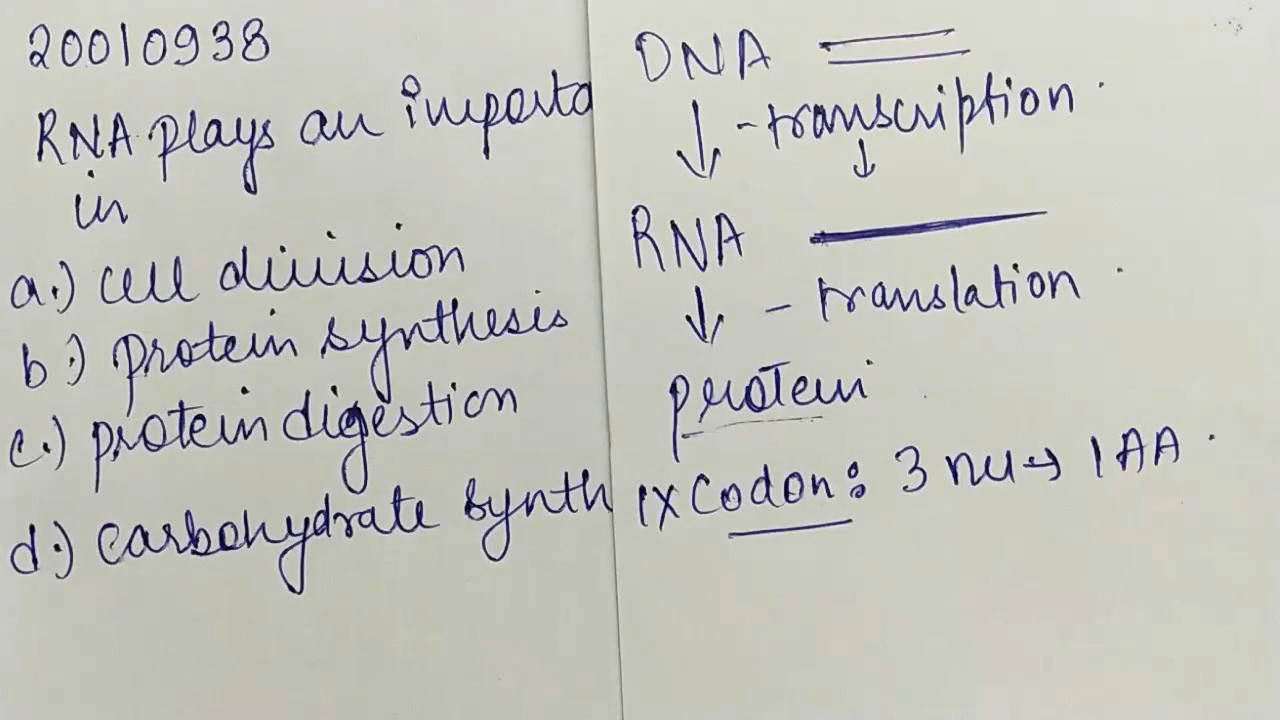 20010938
RNA plays an importa
in
a.) cell division
b.) protein synthesis
c.) protein digestion
d.) carbohydrate synth
DNA
- transcription
RNA
- translation
protein
1 x Codon : 3 nu → 1 AA